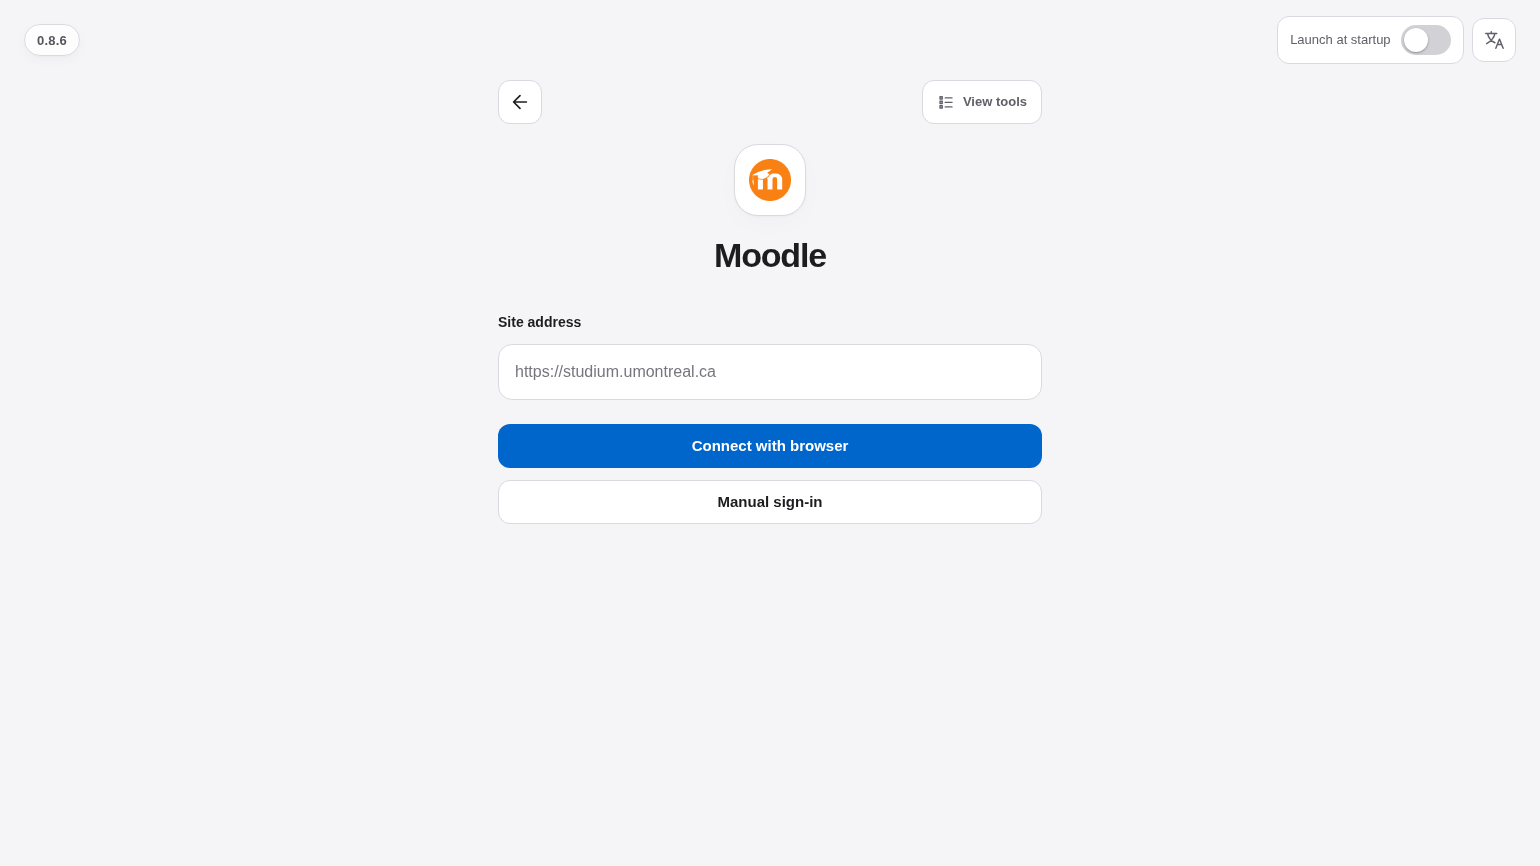 0.8.6
Launch at startup
View tools
Moodle
Site address
https://studium.umontreal.ca
Connect with browser
Manual sign-in